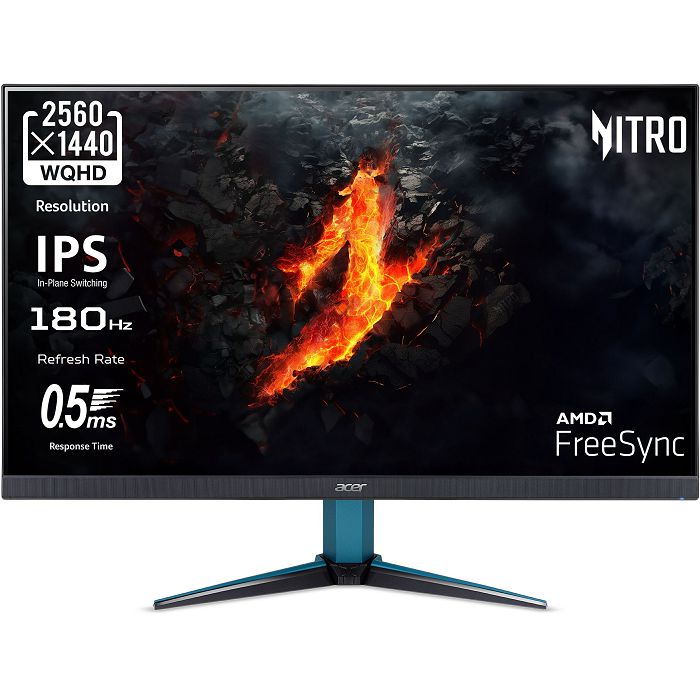 2560
×1440
WQHD
Resolution
IPS
In-Plane Switching
180Hz
Refresh Rate
0.5ms
Response Time
NITRO
AMD
FreeSync
acer